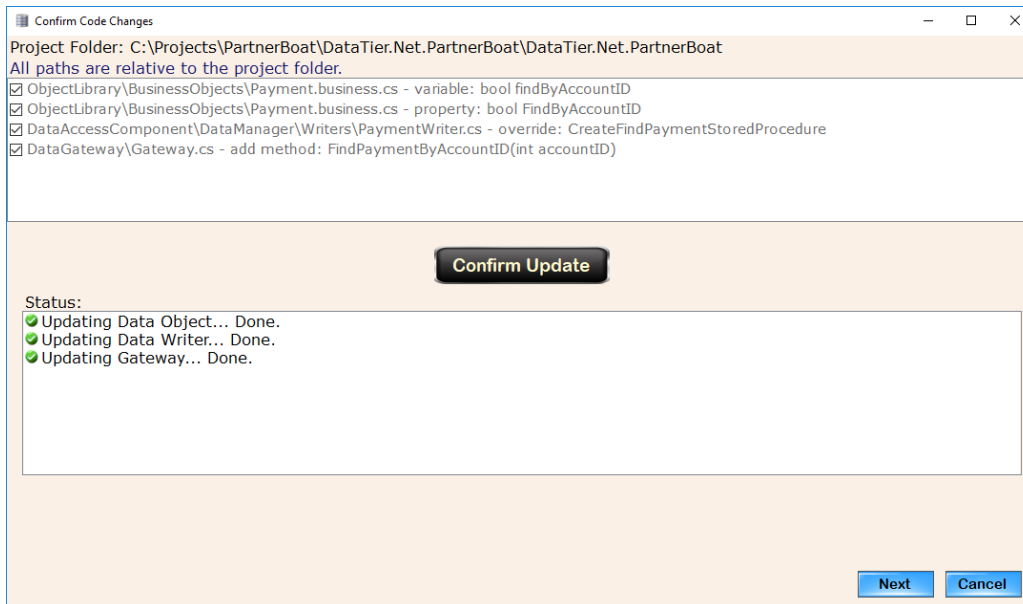 Confirm Code Changes
Project Folder: C:\Projects\PartnerBoat\DataTier.Net.PartnerBoat\DataTier.Net.PartnerBoat
All paths are relative to the project folder.
ObjectLibrary\BusinessObjects\Payment.business.cs - variable: bool findByAccountID
ObjectLibrary\BusinessObjects\Payment.business.cs - property: bool FindByAccountID
DataAccessComponent\DataManager\Writers\PaymentWriter.cs - override: CreateFindPaymentStoredProcedure
DataGateway\Gateway.cs - add method: FindPaymentByAccountID(int accountID)
Confirm Update
Status:
Updating Data Object... Done.
Updating Data Writer... Done.
Updating Gateway... Done.
Next Cancel